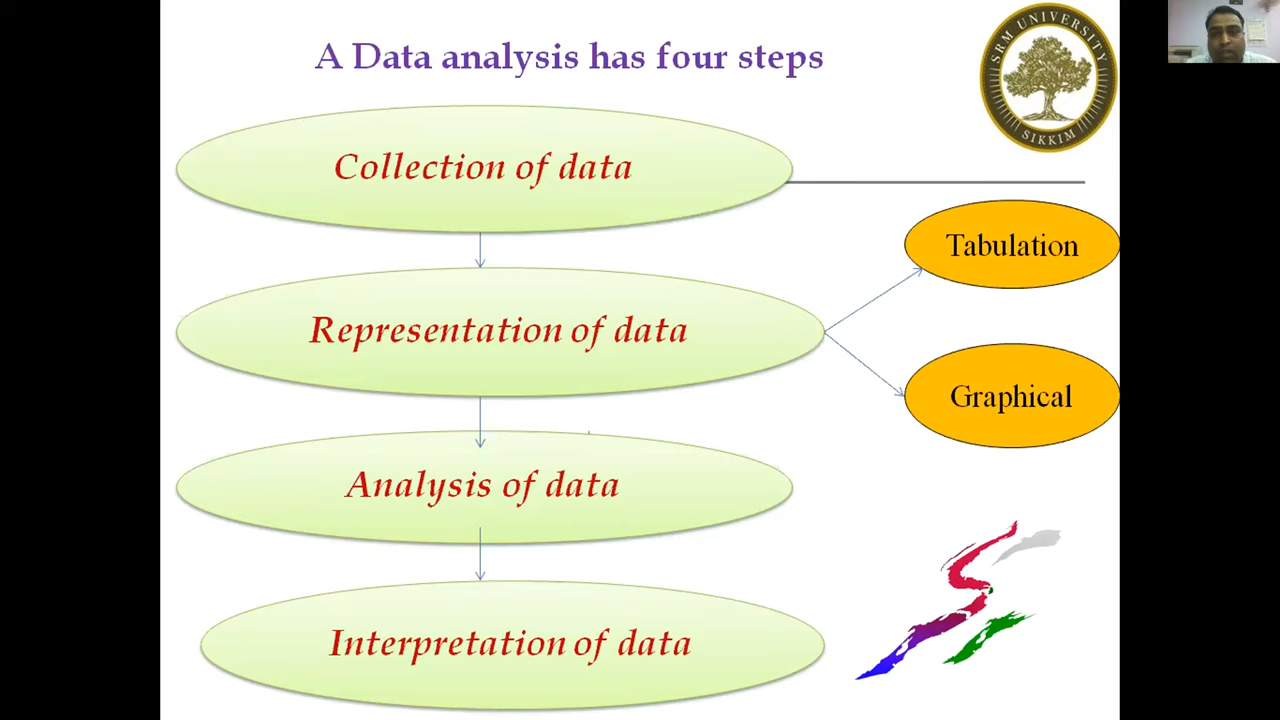 A Data analysis has four steps
SRM UNIVERSITY
SIKKIM
Collection of data
Tabulation
Representation of data
Graphical
Analysis of data
Interpretation of data